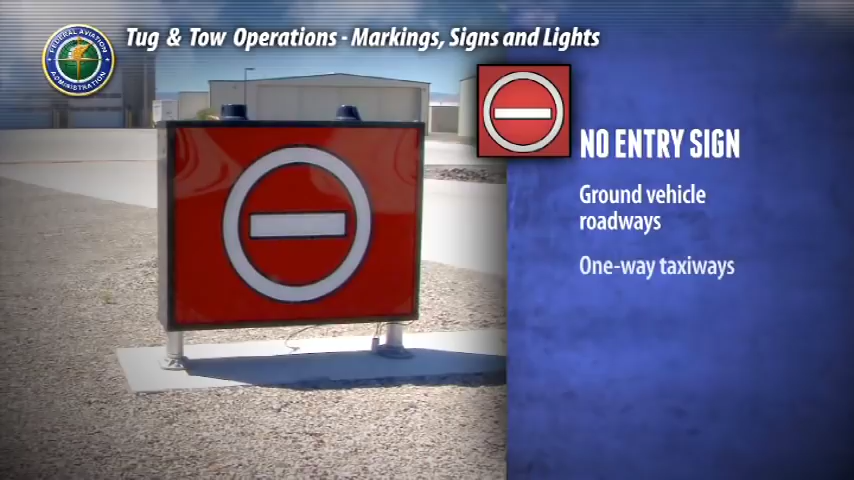 FEDERAL AVIATION
ADMINISTRATION
Tug & Tow Operations - Markings, Signs and Lights
NO ENTRY SIGN
Ground vehicle
roadways
One-way taxiways